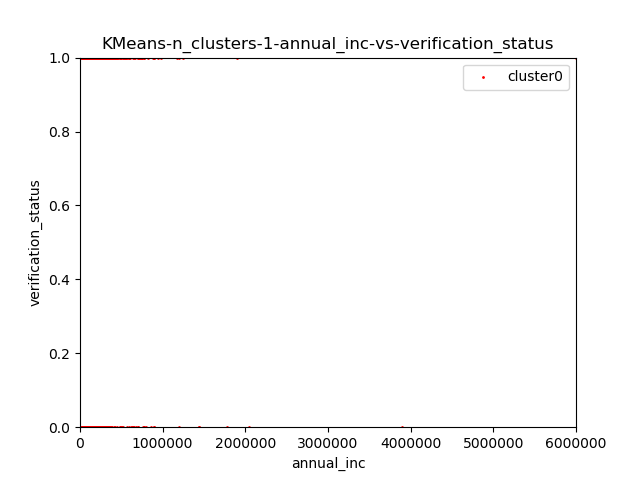 KMeans-n_clusters-1-annual_inc-vs-verification_status
cluster0
1.0
0.8
0.6
0.4
0.2
0.0
verification_status
0 1000000 2000000 3000000 4000000 5000000 6000000
annual_inc